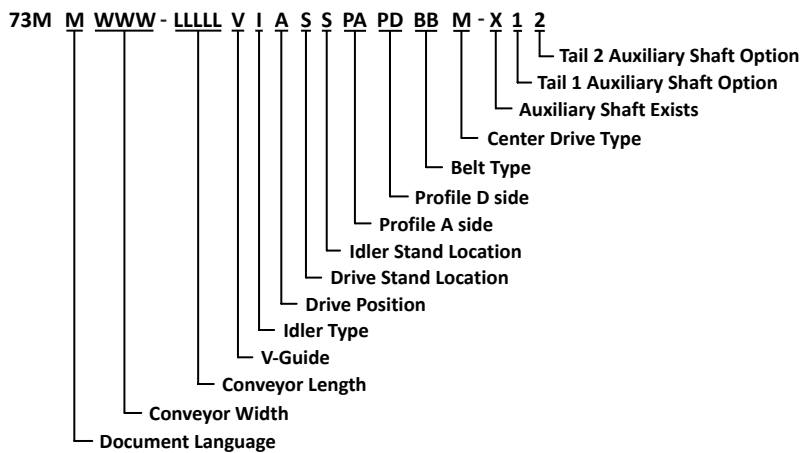 73M M WWW - LLLLL V I A S S PA PD BB M - X 1 2
Tail 2 Auxiliary Shaft Option
Tail 1 Auxiliary Shaft Option
Auxiliary Shaft Exists
Center Drive Type
Belt Type
Profile D side
Profile A side
Idler Stand Location
Drive Stand Location
Drive Position
Idler Type
V-Guide
Conveyor Length
Conveyor Width
Document Language